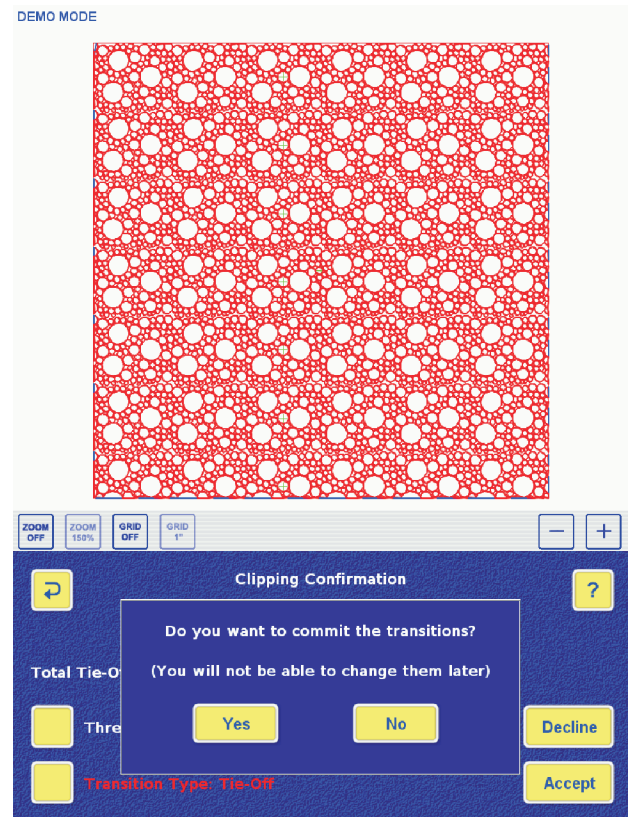 DEMO MODE
ZOOM OFF
ZOOM 150%
GRID OFF
GRID 1"
− +
Clipping Confirmation
?
Do you want to commit the transitions?
(You will not be able to change them later)
Total Tie-O
Yes
No
Thre
Decline
Transition Type: Tie-Off
Accept